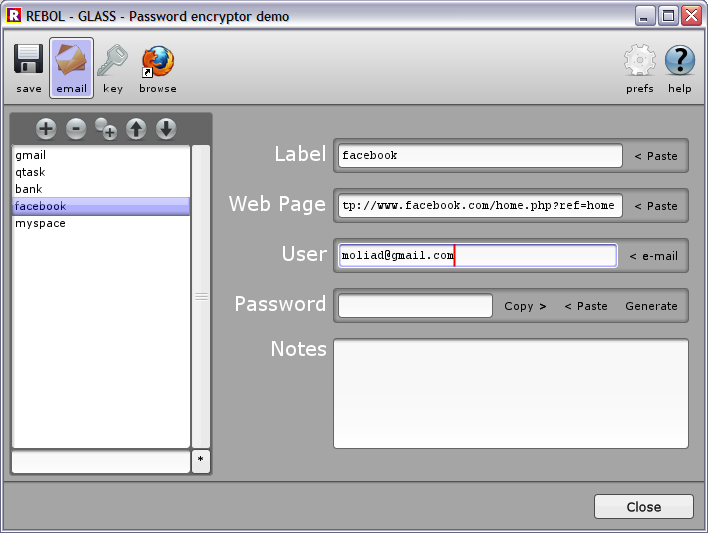 REBOL - GLASS - Password encryptor demo
save email key browse prefs help
gmail
qtask
bank
facebook
myspace
*
Label facebook < Paste
Web Page tp://www.facebook.com/home.php?ref=home < Paste
User moliad@gmail.com < e-mail
Password Copy > < Paste Generate
Notes
Close